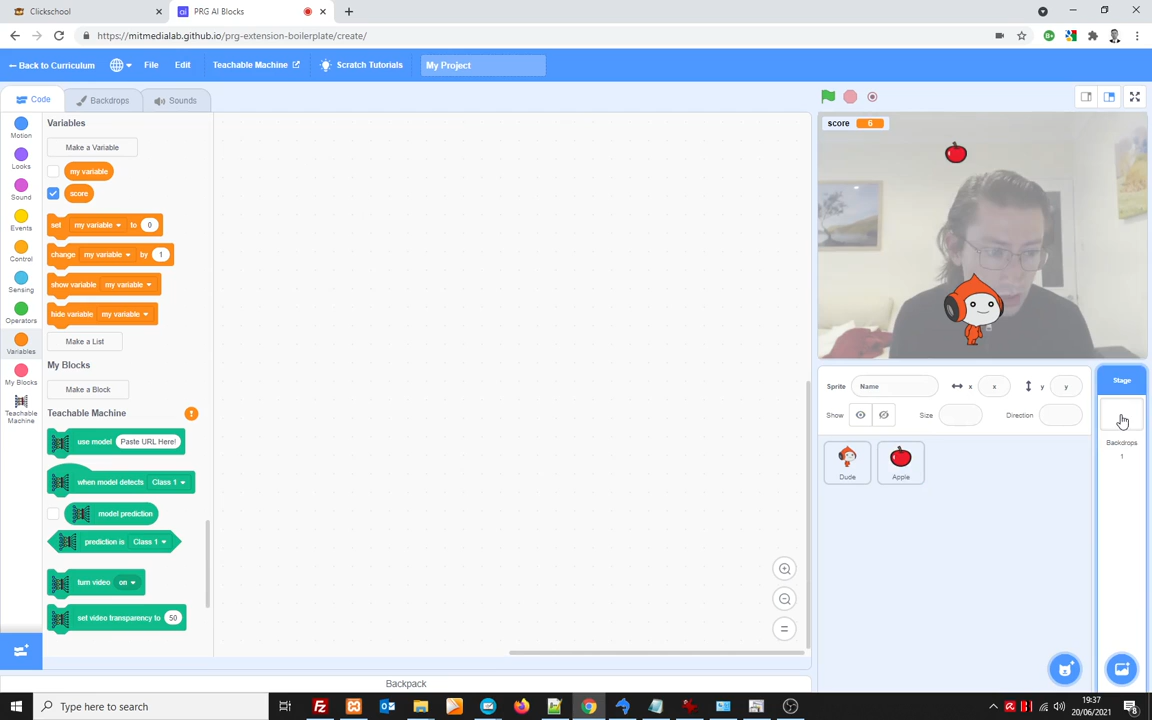 Clickschool
PRG AI Blocks
https://mitmedialab.github.io/prg-extension-boilerplate/create/
Back to Curriculum
File
Edit
Teachable Machine
Scratch Tutorials
My Project
Code
Backdrops
Sounds
Motion
Looks
Sound
Events
Control
Sensing
Operators
Variables
My Blocks
Teachable
Machine
Variables
Make a Variable
my variable
score
set my variable to 0
change my variable by 1
show variable my variable
hide variable my variable
Make a List
My Blocks
Make a Block
Teachable Machine
use model Paste URL Here!
when model detects Class 1
model prediction
prediction is Class 1
turn video on
set video transparency to 50
Backpack
score 6
Sprite Name x x y y
Show Size Direction
Dude
Apple
Stage
Backdrops
1
Type here to search
19:37
20/06/2021
8